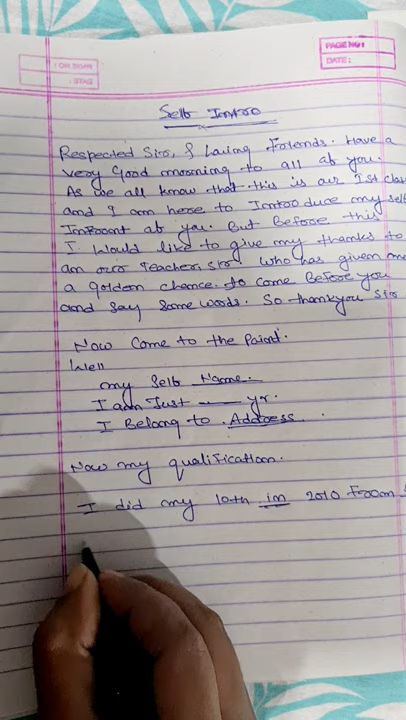 PAGE NO:
DATE:
Self Intro
Respected Sir, & Loving Friends. Have a
very Good morning to all of you.
As we all know that this is our 1st clas
and I am here to Introduce my self
Infront of you. But Before this
I would like to give my thanks to
am our Teacher, sir who has given me
a golden chance to come Before you
and say some words. So thankyou Sir
Now Come to the Point.
Well
my Self Name.
I am Just ____ yr.
I Belong to Address
Now my qualification.
I did my 10th in 2010 From